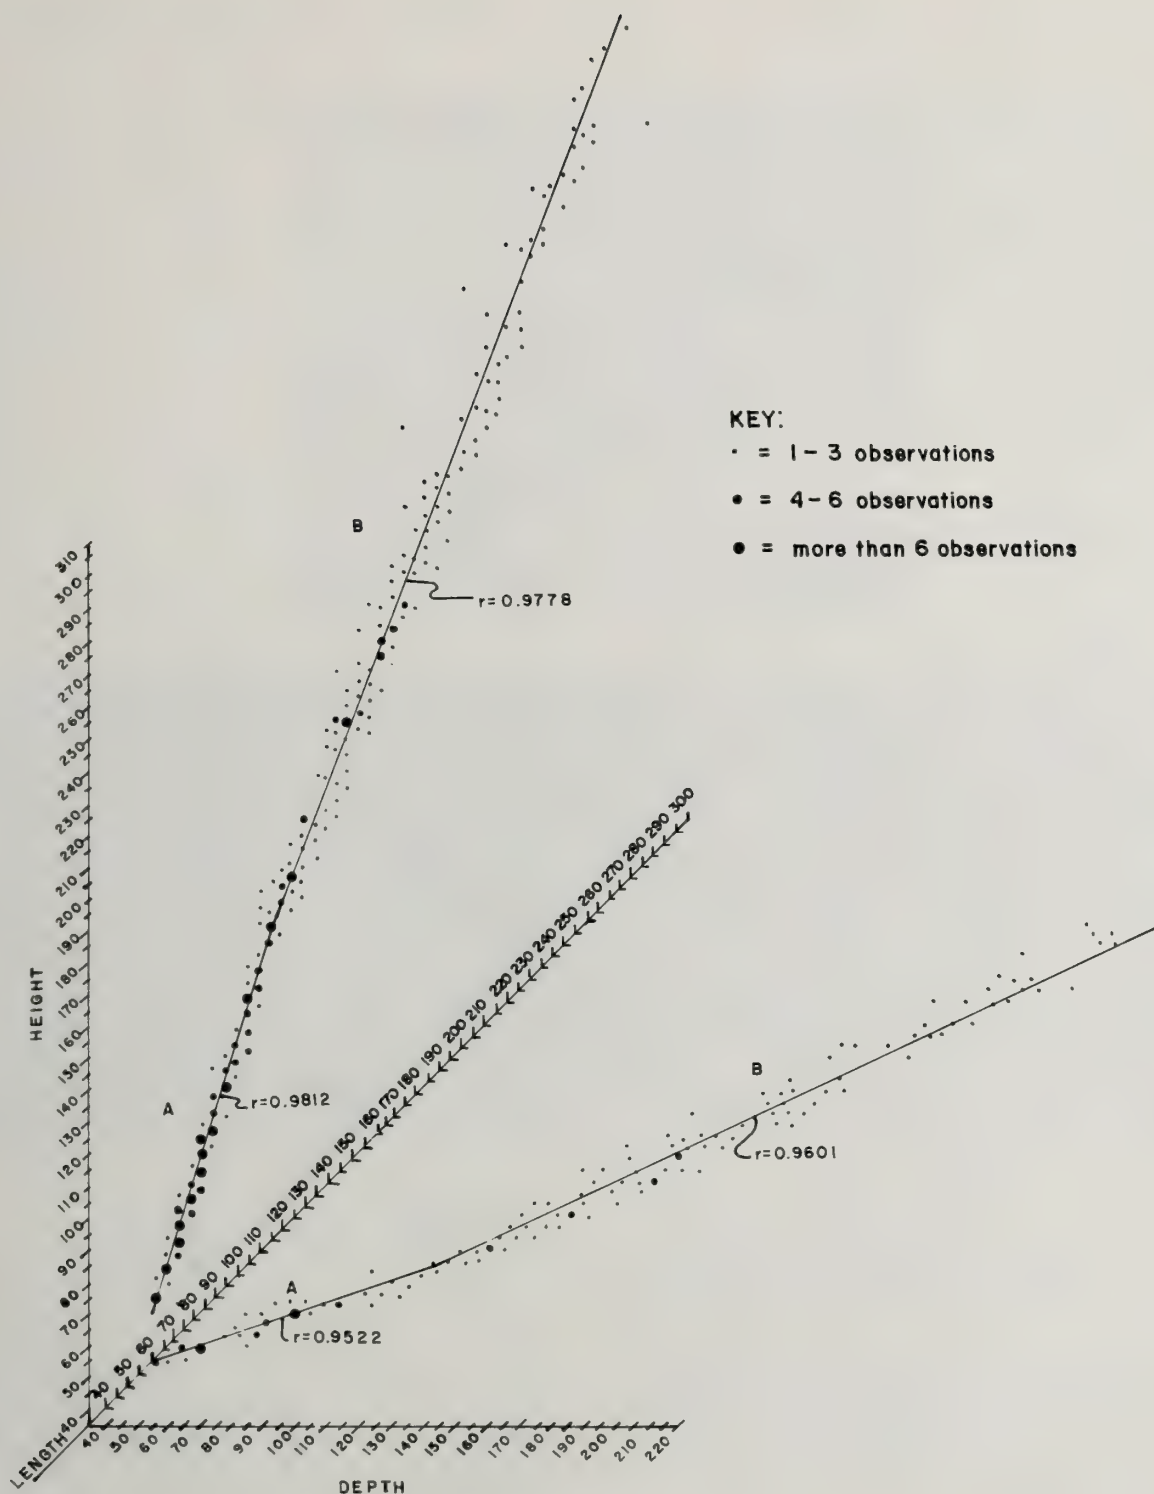 KEY:
· = 1-3 observations
• = 4-6 observations
● = more than 6 observations
B
r=0.9778
A
r=0.9812
B
r=0.9601
A
r=0.9522
HEIGHT
310
300
290
280
270
260
250
240
230
220
210
200
190
180
170
160
150
140
130
120
110
100
90
80
70
60
50
40
LENGTH
40 50 60 70 80 90 100 110 120 130 140 150 160 170 180 190 200 210 220 230 240 250 260 270 280 290 300
40 50 60 70 80 90 100 110 120 130 140 150 160 170 180 190 200 210 220
DEPTH